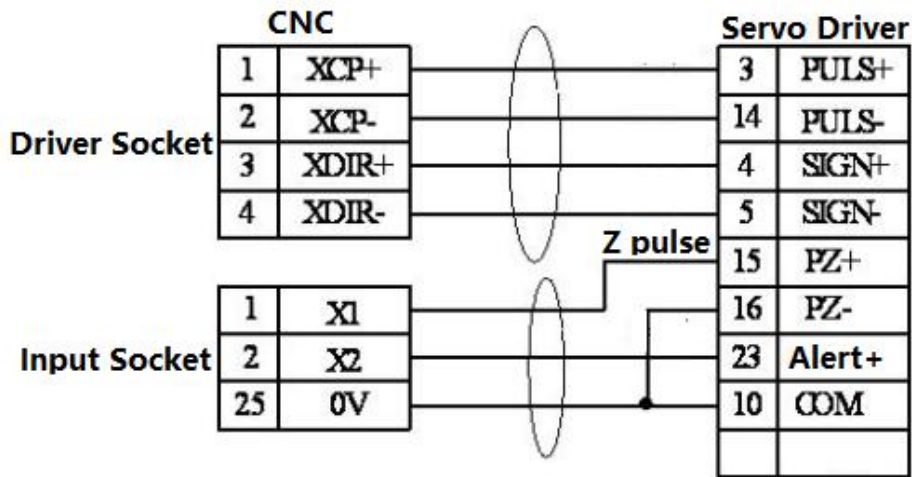 CNC
Servo Driver
Driver Socket
1 XCP+
2 XCP-
3 XDIR+
4 XDIR-
3 PULS+
14 PULS-
4 SIGN+
5 SIGN-
Z pulse
15 PZ+
16 PZ-
23 Alert+
10 COM
Input Socket
1 X1
2 X2
25 0V